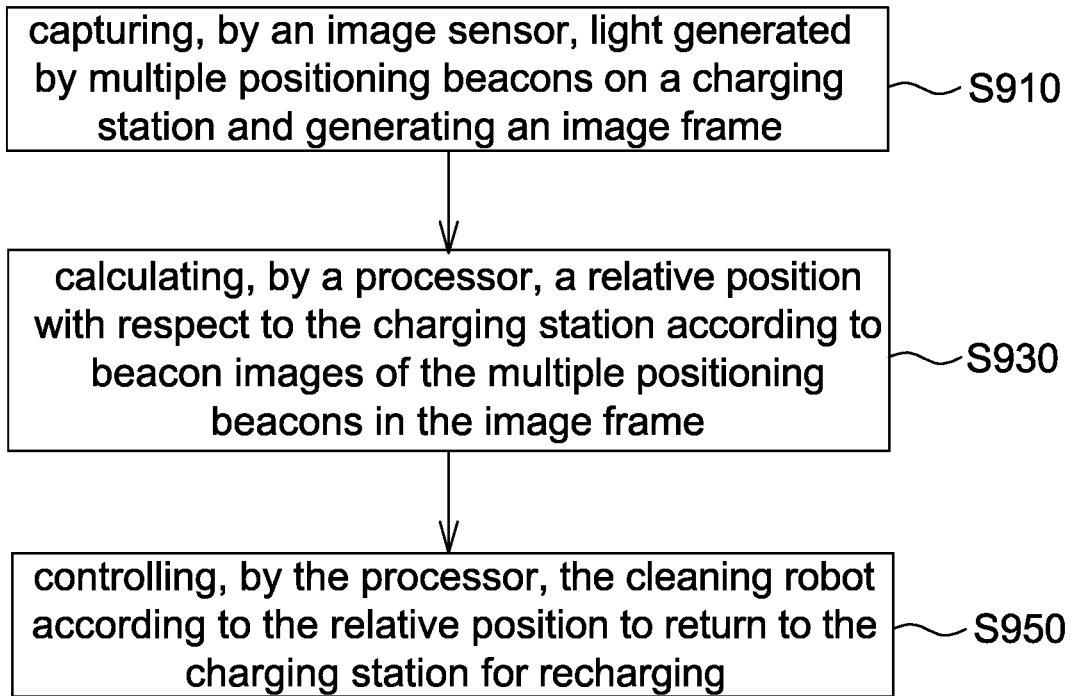 capturing, by an image sensor, light generated
by multiple positioning beacons on a charging
station and generating an image frame
S910
calculating, by a processor, a relative position
with respect to the charging station according to
beacon images of the multiple positioning
beacons in the image frame
S930
controlling, by the processor, the cleaning robot
according to the relative position to return to the
charging station for recharging
S950